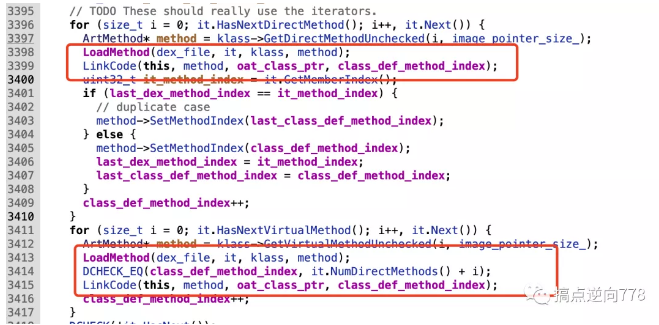 3395 // TODO These should really use the iterators.
3396 for (size_t i = 0; it.HasNextDirectMethod(); i++, it.Next()) {
3397 ArtMethod* method = klass->GetDirectMethodUnchecked(i, image_pointer_size_);
3398 LoadMethod(dex_file, it, klass, method);
3399 LinkCode(this, method, oat_class_ptr, class_def_method_index);
3400 uint32_t it_method_index = it.GetMemberIndex();
3401 if (last_dex_method_index == it_method_index) {
3402 // duplicate case
3403 method->SetMethodIndex(last_class_def_method_index);
3404 } else {
3405 method->SetMethodIndex(class_def_method_index);
3406 last_dex_method_index = it_method_index;
3407 last_class_def_method_index = class_def_method_index;
3408 }
3409 class_def_method_index++;
3410 }
3411 for (size_t i = 0; it.HasNextVirtualMethod(); i++, it.Next()) {
3412 ArtMethod* method = klass->GetVirtualMethodUnchecked(i, image_pointer_size_);
3413 LoadMethod(dex_file, it, klass, method);
3414 DCHECK_EQ(class_def_method_index, it.NumDirectMethods() + i);
3415 LinkCode(this, method, oat_class_ptr, class_def_method_index);
3416 class_def_method_index++;
3417 }
搞点逆向778